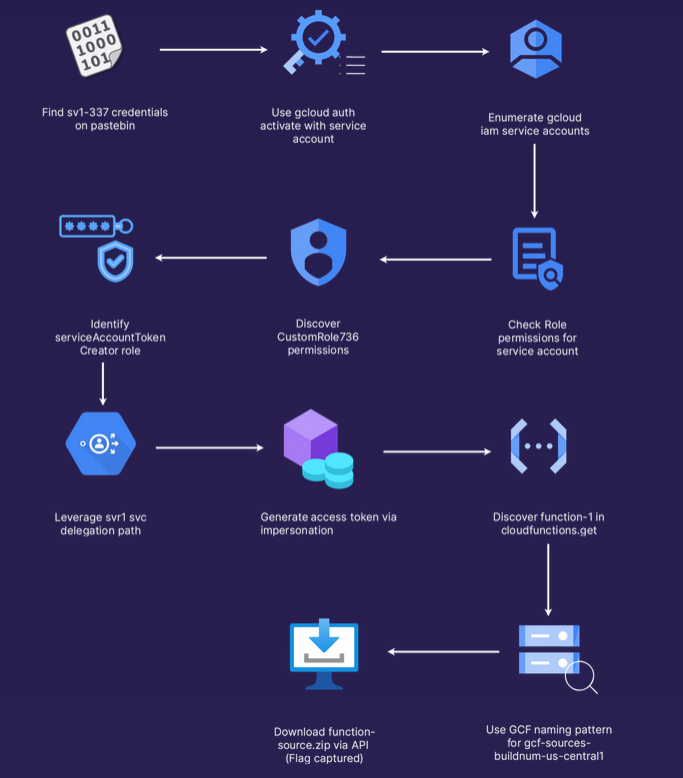 0011
1000
101
Find sv1-337 credentials
on pastebin
Use gcloud auth
activate with service
account
Enumerate gcloud
iam service accounts
Identify
serviceAccountToken
Creator role
Discover
CustomRole736
permissions
Check Role
permissions for
service account
Leverage svr1 svc
delegation path
Generate access token via
impersonation
Discover function-1 in
cloudfunctions.get
Download function-
source.zip via API
(Flag captured)
Use GCF naming pattern
for gcf-sources-
buildnum-us-central1